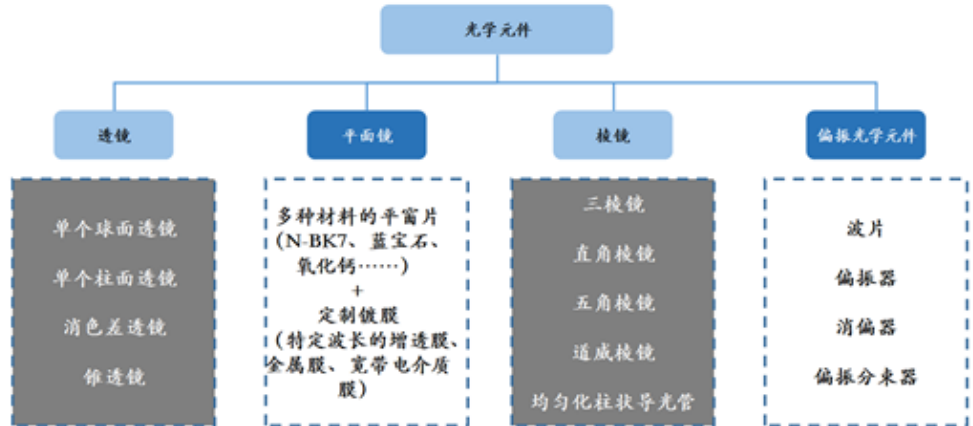 光学元件
透镜
平面镜
棱镜
偏振光学元件
单个球面透镜
单个柱面透镜
消色差透镜
锥透镜
多种材料的平窗片
（N-BK7、蓝宝石、
氧化钙……）
+
定制镀膜
（特定波长的增透膜、
金属膜、宽带电介质
膜）
三棱镜
直角棱镜
五角棱镜
道威棱镜
均匀化柱状导光管
波片
偏振器
消偏器
偏振分束器